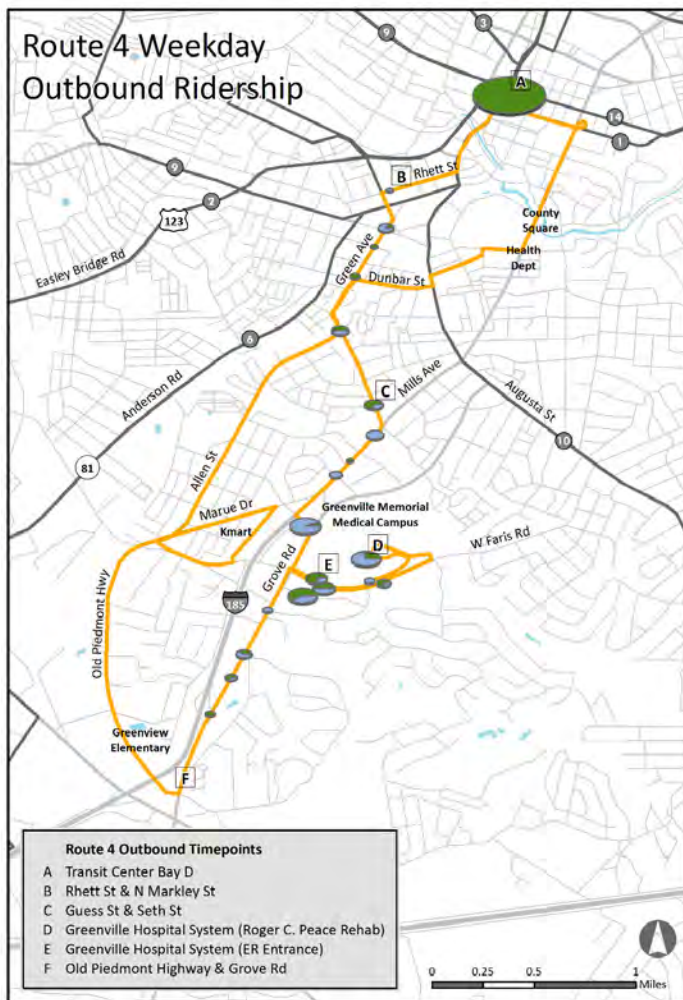 Route 4 Weekday
Outbound Ridership
9
3
A
14
1
B
Rhett St
9
2
123
County
Square
Green Ave
Health
Dept
Easley Bridge Rd
Dunbar St
6
C
Mills Ave
Anderson Rd
Augusta St
10
81
Allen St
Marue Dr
Kmart
Greenville Memorial
Medical Campus
D
W Faris Rd
Grove Rd
E
185
Old Piedmont Hwy
Greenview
Elementary
F
Route 4 Outbound Timepoints
A Transit Center Bay D
B Rhett St & N Markley St
C Guess St & Seth St
D Greenville Hospital System (Roger C. Peace Rehab)
E Greenville Hospital System (ER Entrance)
F Old Piedmont Highway & Grove Rd
0 0.25 0.5 1
Miles